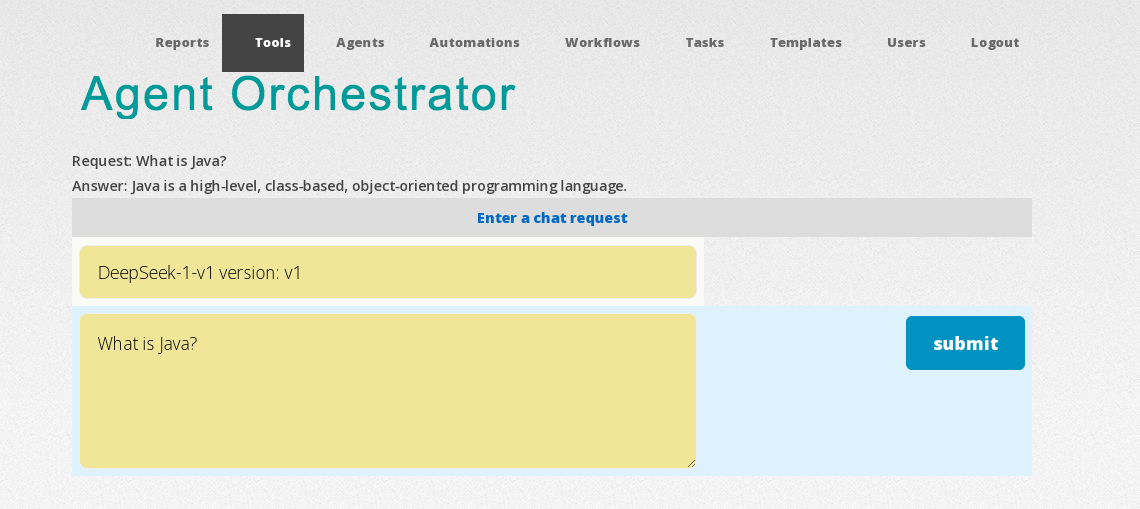 Reports Tools Agents Automations Workflows Tasks Templates Users Logout
Agent Orchestrator
Request: What is Java?
Answer: Java is a high-level, class-based, object-oriented programming language.
Enter a chat request
DeepSeek-1-v1 version: v1
What is Java?
submit